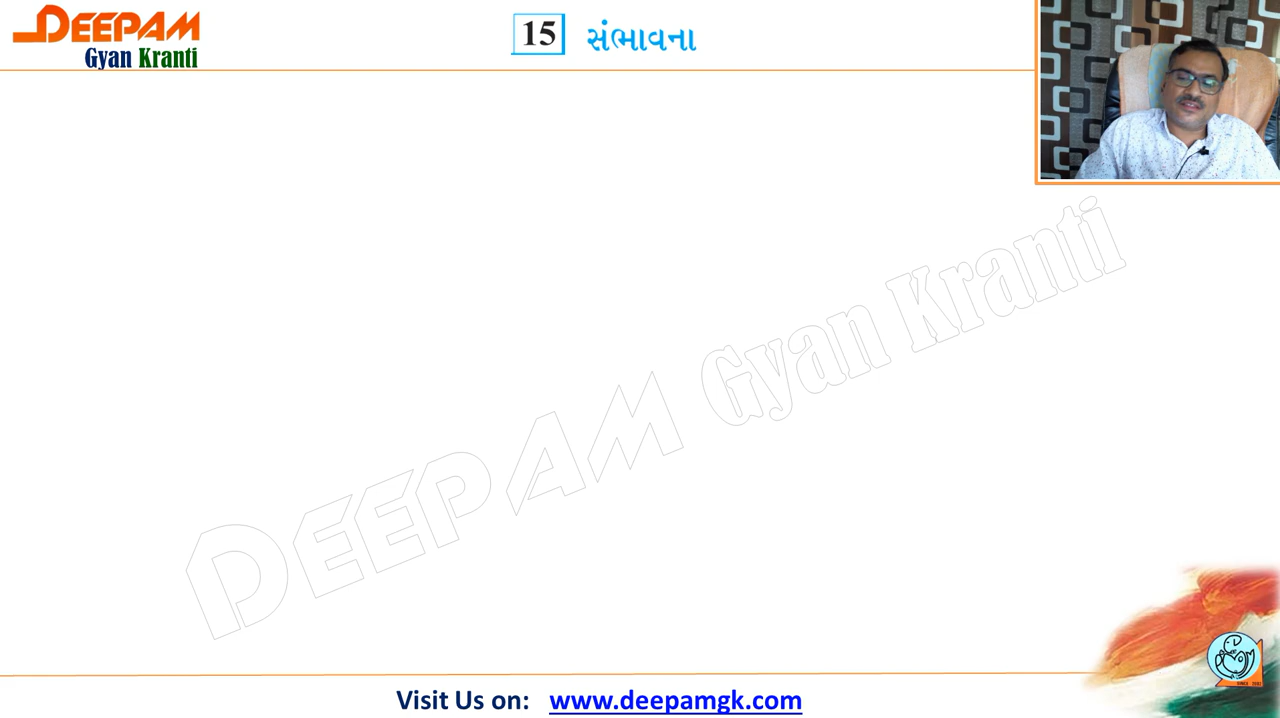 DEEPAM
Gyan Kranti
15 સંભાવના
DEEPAM Gyan Kranti
Visit Us on: www.deepamgk.com